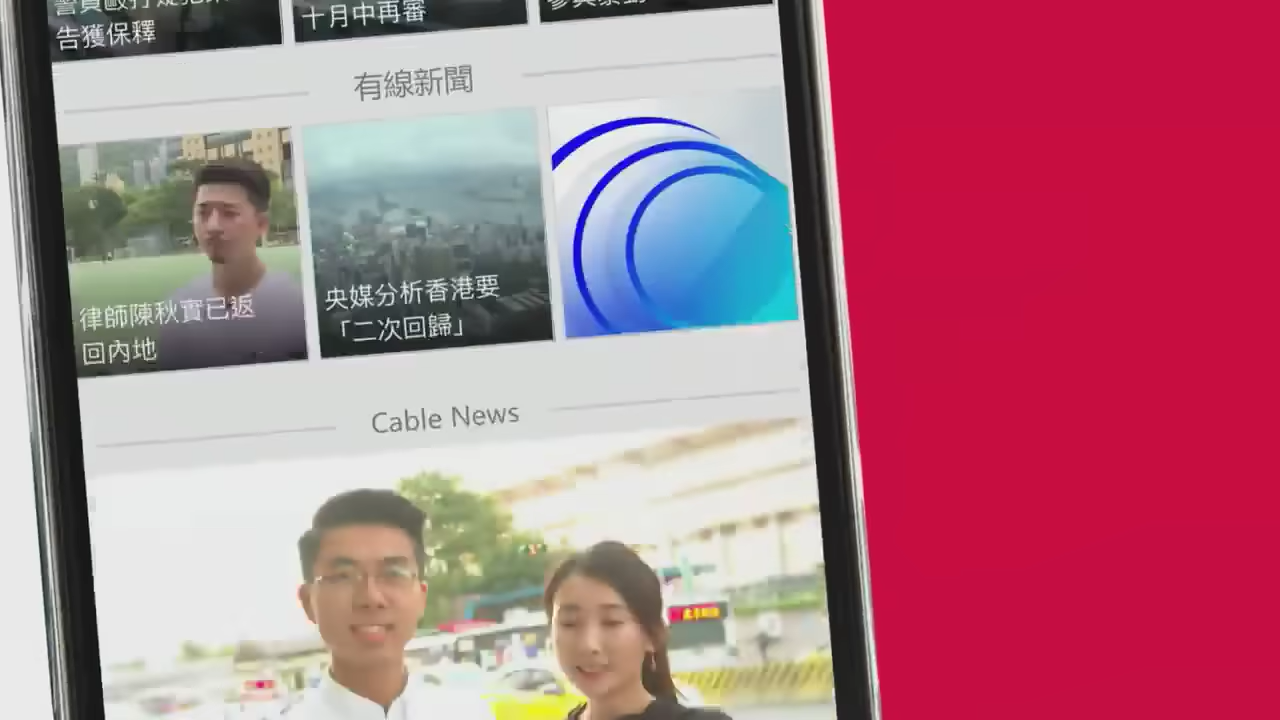 告獲保釋
十月中再審
有線新聞
律師陳秋實已返
回內地
央媒分析香港要
「二次回歸」
Cable News